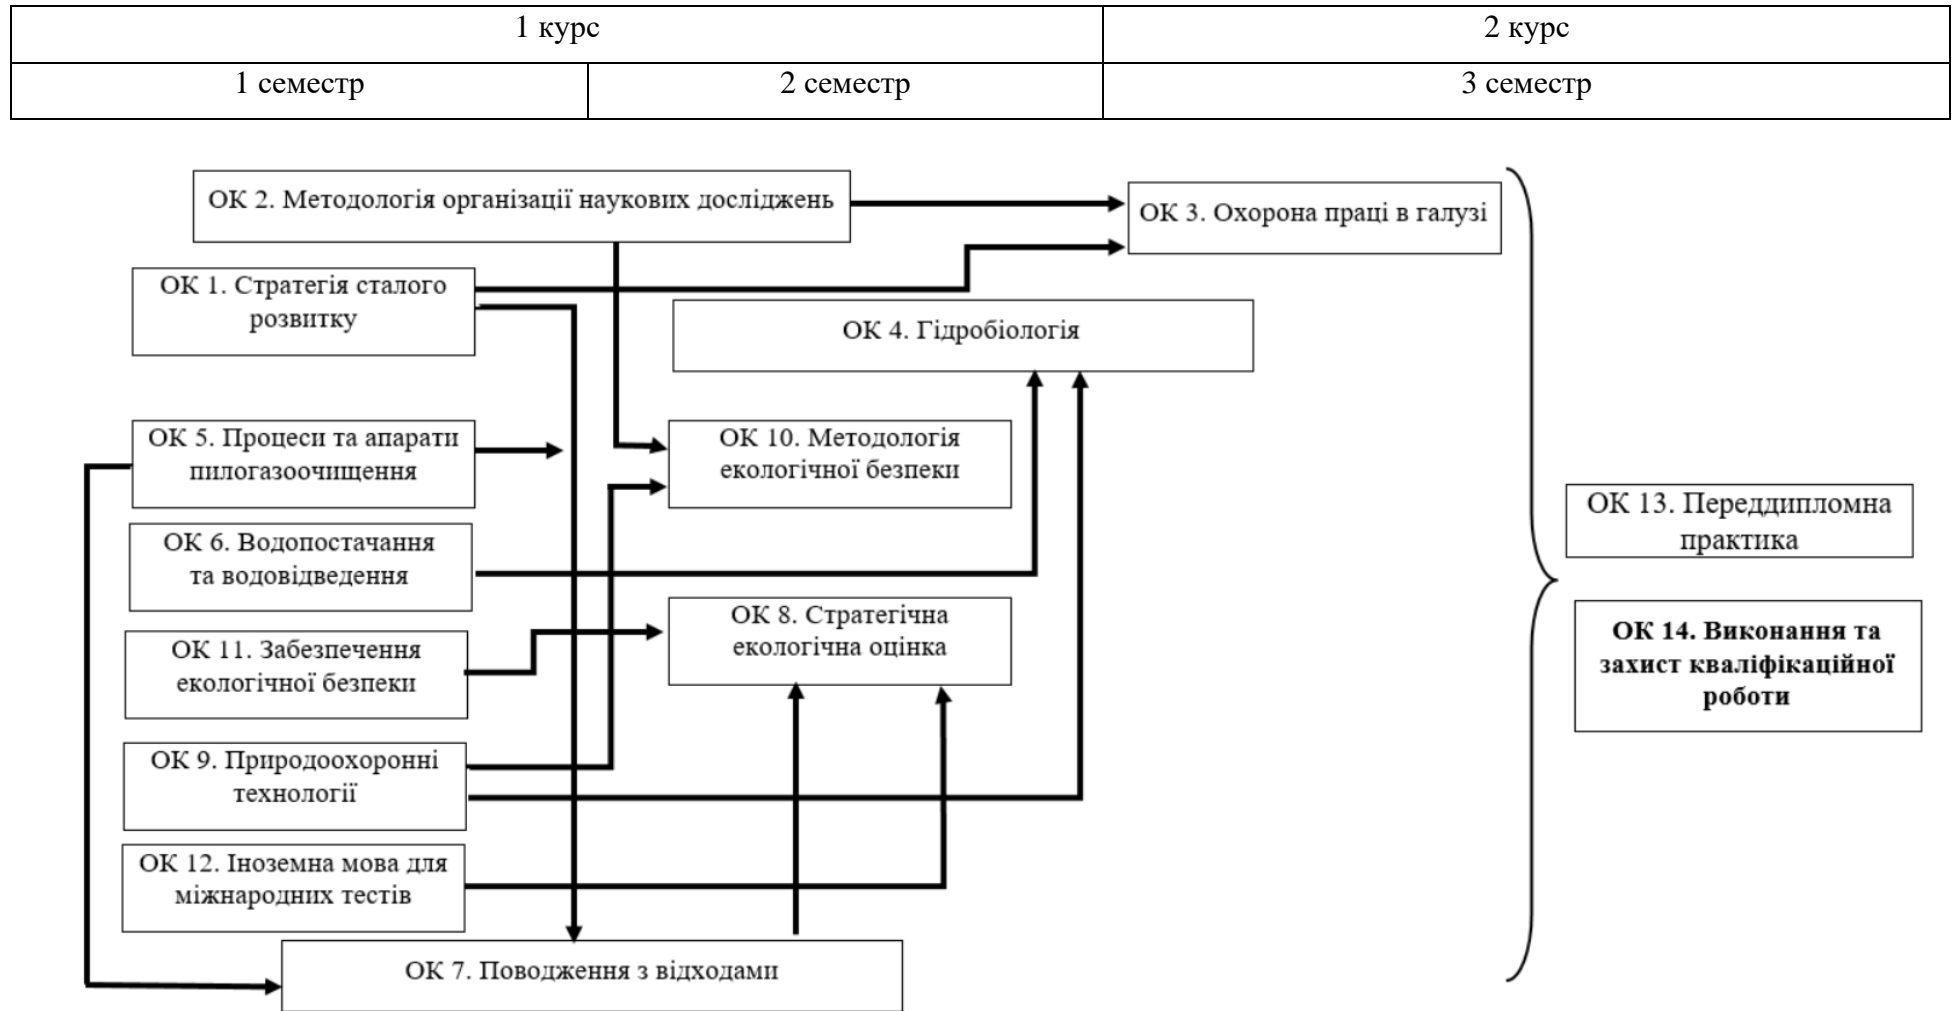 1 курс
2 курс
1 семестр
2 семестр
3 семестр
ОК 2. Методологія організації наукових досліджень
ОК 3. Охорона праці в галузі
ОК 1. Стратегія сталого
розвитку
ОК 4. Гідробіологія
ОК 5. Процеси та апарати
пилогазоочищення
ОК 10. Методологія
екологічної безпеки
ОК 6. Водопостачання
та водовідведення
ОК 13. Переддипломна
практика
ОК 11. Забезпечення
екологічної безпеки
ОК 8. Стратегічна
екологічна оцінка
ОК 14. Виконання та
захист кваліфікаційної
роботи
ОК 9. Природоохоронні
технології
ОК 12. Іноземна мова для
міжнародних тестів
ОК 7. Поводження з відходами